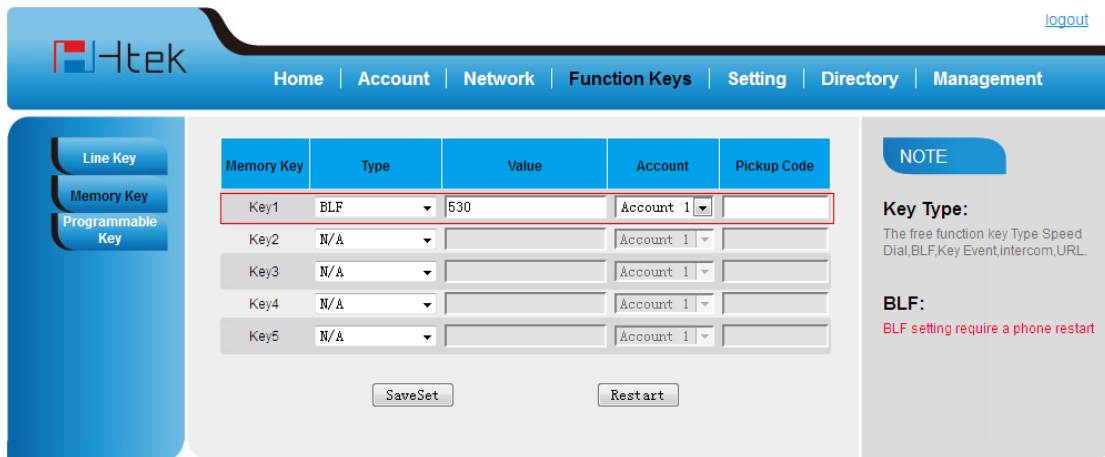 logout
Htek
Home | Account | Network | Function Keys | Setting | Directory | Management
Line Key
Memory Key
Programmable
Key
Memory Key Type Value Account Pickup Code
Key1 BLF 530 Account 1
Key2 N/A Account 1
Key3 N/A Account 1
Key4 N/A Account 1
Key5 N/A Account 1
SaveSet Restart
NOTE
Key Type:
The free function key Type Speed
Dial,BLF,Key Event,intercom,URL.
BLF:
BLF setting require a phone restart